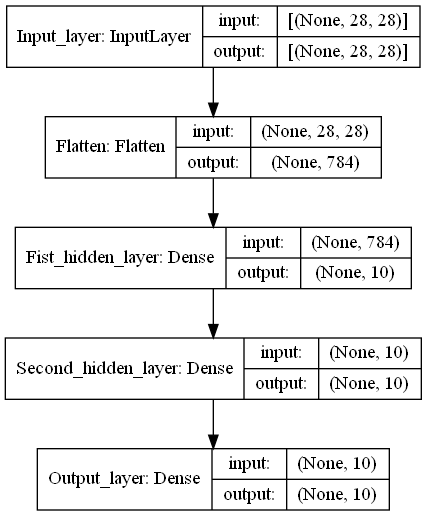 Input_layer: InputLayer
input:
[(None, 28, 28)]
output:
[(None, 28, 28)]
Flatten: Flatten
input:
(None, 28, 28)
output:
(None, 784)
Fist_hidden_layer: Dense
input:
(None, 784)
output:
(None, 10)
Second_hidden_layer: Dense
input:
(None, 10)
output:
(None, 10)
Output_layer: Dense
input:
(None, 10)
output:
(None, 10)